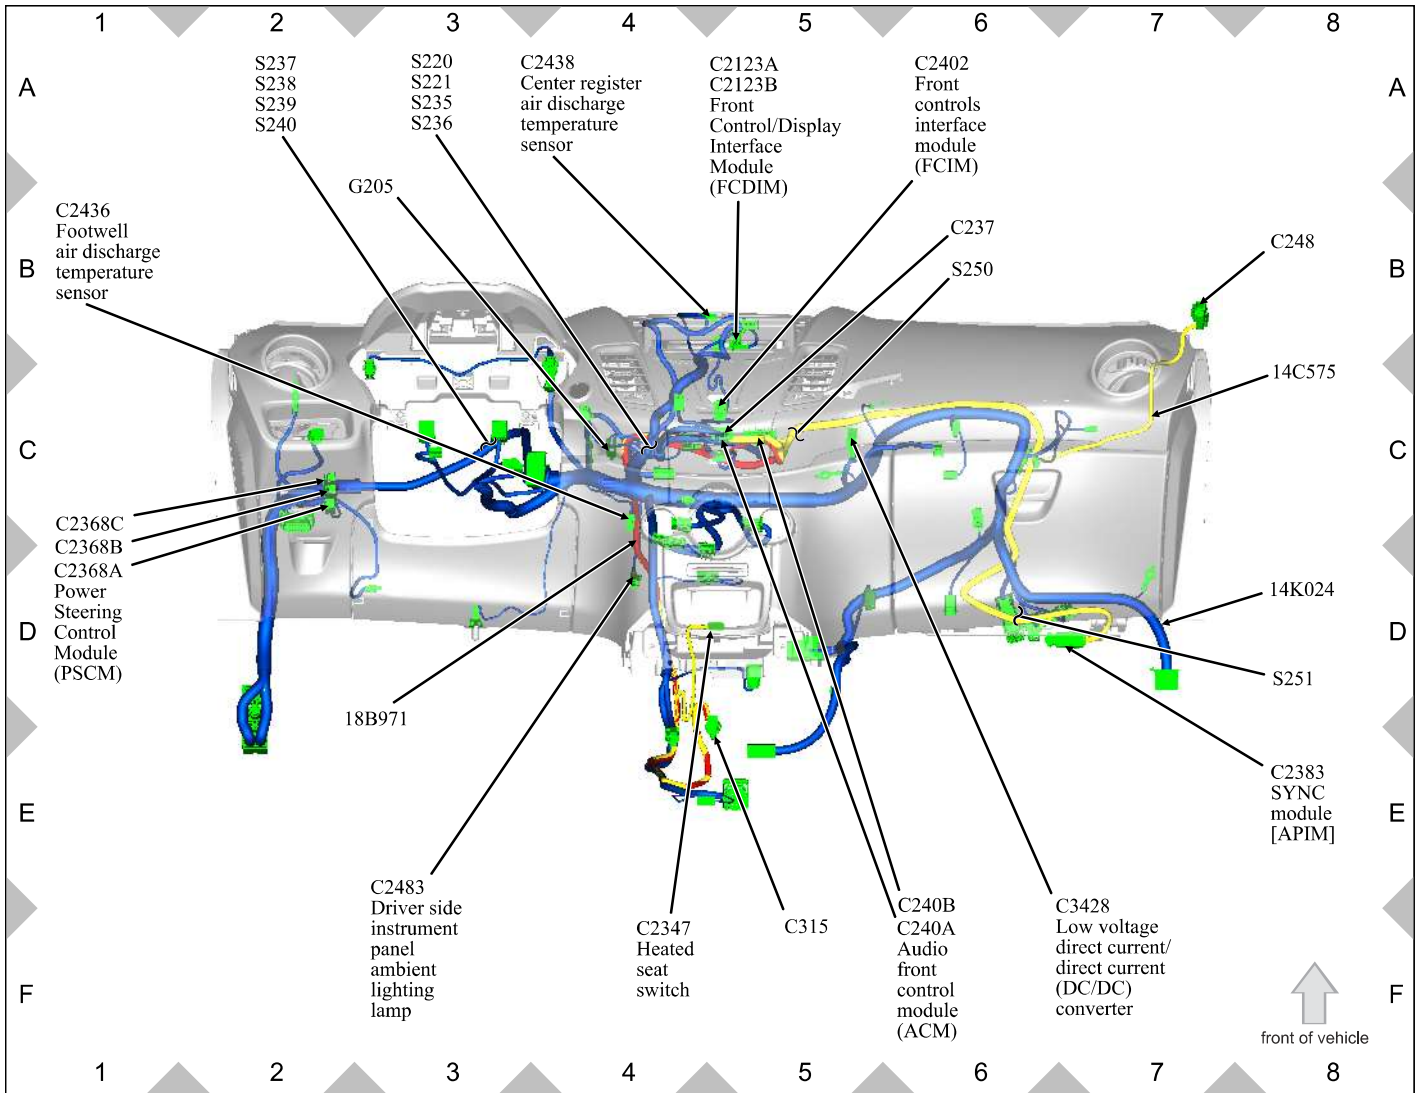 1 2 3 4 5 6 7 8
A
A
S237
S238
S239
S240
S220
S221
S235
S236
C2438
Center register
air discharge
temperature
sensor
C2123A
C2123B
Front
Control/Display
Interface
Module
(FCDIM)
C2402
Front
controls
interface
module
(FCIM)
G205
C2436
Footwell
air discharge
temperature
sensor
C237
S250
C248
B
B
14C575
C
C
C2368C
C2368B
C2368A
Power
Steering
Control
Module
(PSCM)
14K024
D
D
S251
18B971
C2383
SYNC
module
[APIM]
E
E
C2483
Driver side
instrument
panel
ambient
lighting
lamp
C2347
Heated
seat
switch
C315
C240B
C240A
Audio
front
control
module
(ACM)
C3428
Low voltage
direct current/
direct current
(DC/DC)
converter
F
F
front of vehicle
1 2 3 4 5 6 7 8